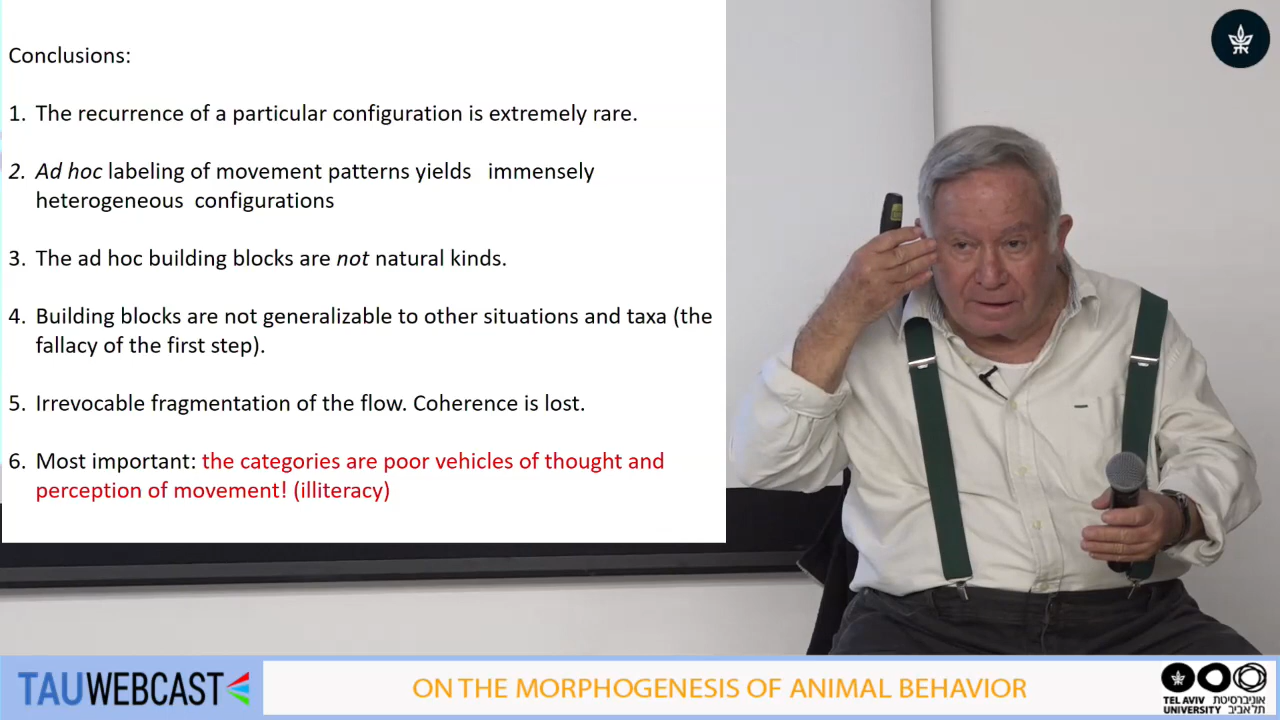 Conclusions:
1. The recurrence of a particular configuration is extremely rare.
2. Ad hoc labeling of movement patterns yields immensely
heterogeneous configurations
3. The ad hoc building blocks are not natural kinds.
4. Building blocks are not generalizable to other situations and taxa (the
fallacy of the first step).
5. Irrevocable fragmentation of the flow. Coherence is lost.
6. Most important: the categories are poor vehicles of thought and
perception of movement! (illiteracy)
TAUWEBCAST
ON THE MORPHOGENESIS OF ANIMAL BEHAVIOR
TEL AVIV אוניברסיטת
UNIVERSITY תל אביב